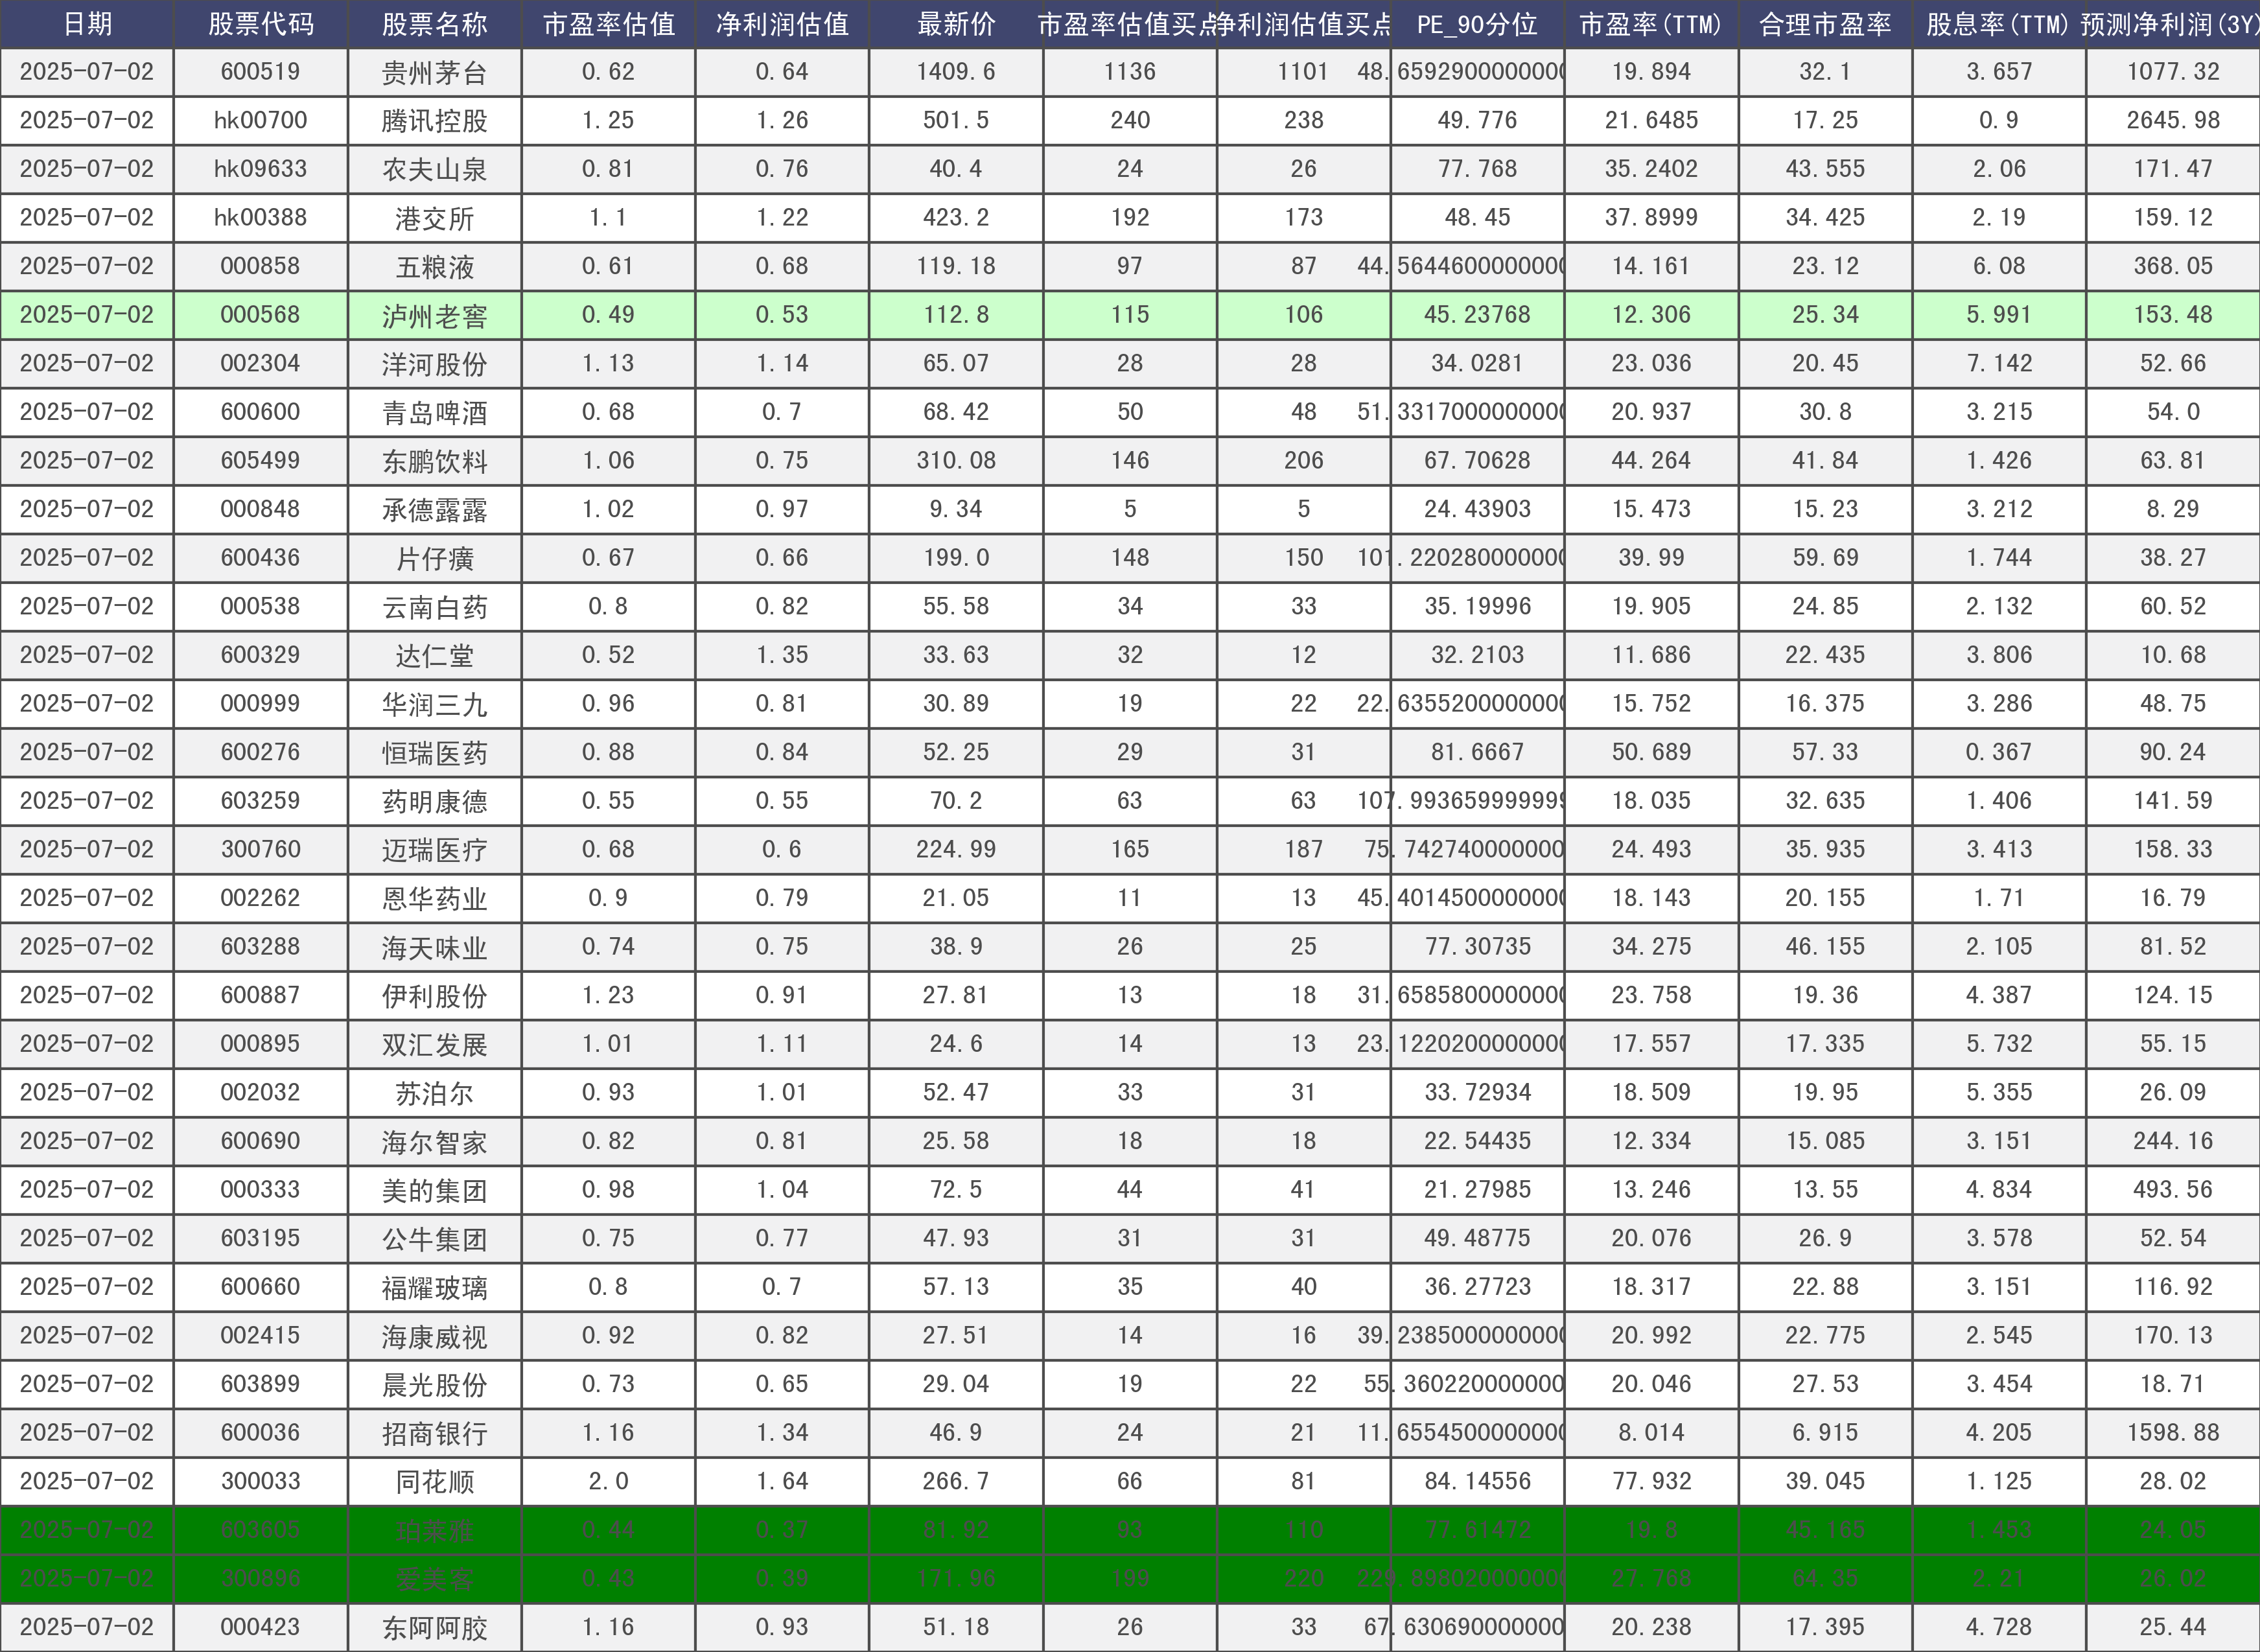 日期 股票代码 股票名称 市盈率估值 净利润估值 最新价 市盈率估值买点 净利润估值买点 PE_90分位 市盈率(TTM) 合理市盈率 股息率(TTM) 预测净利润(3Y)
2025-07-02 600519 贵州茅台 0.62 0.64 1409.6 1136 1101 48.6592900000000 19.894 32.1 3.657 1077.32
2025-07-02 hk00700 腾讯控股 1.25 1.26 501.5 240 238 49.776 21.6485 17.25 0.9 2645.98
2025-07-02 hk09633 农夫山泉 0.81 0.76 40.4 24 26 77.768 35.2402 43.555 2.06 171.47
2025-07-02 hk00388 港交所 1.1 1.22 423.2 192 173 48.45 37.8999 34.425 2.19 159.12
2025-07-02 000858 五粮液 0.61 0.68 119.18 97 87 44.5644600000000 14.161 23.12 6.08 368.05
2025-07-02 000568 泸州老窖 0.49 0.53 112.8 115 106 45.23768 12.306 25.34 5.991 153.48
2025-07-02 002304 洋河股份 1.13 1.14 65.07 28 28 34.0281 23.036 20.45 7.142 52.66
2025-07-02 600600 青岛啤酒 0.68 0.7 68.42 50 48 51.3317000000000 20.937 30.8 3.215 54.0
2025-07-02 605499 东鹏饮料 1.06 0.75 310.08 146 206 67.70628 44.264 41.84 1.426 63.81
2025-07-02 000848 承德露露 1.02 0.97 9.34 5 5 24.43903 15.473 15.23 3.212 8.29
2025-07-02 600436 片仔癀 0.67 0.66 199.0 148 150 101.220280000000 39.99 59.69 1.744 38.27
2025-07-02 000538 云南白药 0.8 0.82 55.58 34 33 35.19996 19.905 24.85 2.132 60.52
2025-07-02 600329 达仁堂 0.52 1.35 33.63 32 12 32.2103 11.686 22.435 3.806 10.68
2025-07-02 000999 华润三九 0.96 0.81 30.89 19 22 22.6355200000000 15.752 16.375 3.286 48.75
2025-07-02 600276 恒瑞医药 0.88 0.84 52.25 29 31 81.6667 50.689 57.33 0.367 90.24
2025-07-02 603259 药明康德 0.55 0.55 70.2 63 63 107.993659999999 18.035 32.635 1.406 141.59
2025-07-02 300760 迈瑞医疗 0.68 0.6 224.99 165 187 75.742740000000 24.493 35.935 3.413 158.33
2025-07-02 002262 恩华药业 0.9 0.79 21.05 11 13 45.4014500000000 18.143 20.155 1.71 16.79
2025-07-02 603288 海天味业 0.74 0.75 38.9 26 25 77.30735 34.275 46.155 2.105 81.52
2025-07-02 600887 伊利股份 1.23 0.91 27.81 13 18 31.6585800000000 23.758 19.36 4.387 124.15
2025-07-02 000895 双汇发展 1.01 1.11 24.6 14 13 23.1220200000000 17.557 17.335 5.732 55.15
2025-07-02 002032 苏泊尔 0.93 1.01 52.47 33 31 33.72934 18.509 19.95 5.355 26.09
2025-07-02 600690 海尔智家 0.82 0.81 25.58 18 18 22.54435 12.334 15.085 3.151 244.16
2025-07-02 000333 美的集团 0.98 1.04 72.5 44 41 21.27985 13.246 13.55 4.834 493.56
2025-07-02 603195 公牛集团 0.75 0.77 47.93 31 31 49.48775 20.076 26.9 3.578 52.54
2025-07-02 600660 福耀玻璃 0.8 0.7 57.13 35 40 36.27723 18.317 22.88 3.151 116.92
2025-07-02 002415 海康威视 0.92 0.82 27.51 14 16 39.2385000000000 20.992 22.775 2.545 170.13
2025-07-02 603899 晨光股份 0.73 0.65 29.04 19 22 55.360220000000 20.046 27.53 3.454 18.71
2025-07-02 600036 招商银行 1.16 1.34 46.9 24 21 11.6554500000000 8.014 6.915 4.205 1598.88
2025-07-02 300033 同花顺 2.0 1.64 266.7 66 81 84.14556 77.932 39.045 1.125 28.02
2025-07-02 603605 珀莱雅 0.44 0.37 81.92 93 110 77.81472 19.8 45.165 1.453 24.05
2025-07-02 300896 爱美客 0.43 0.39 171.86 199 220 229.898020000000 27.768 64.35 2.21 26.02
2025-07-02 000423 东阿阿胶 1.16 0.93 51.18 26 33 67.630690000000 20.238 17.395 4.728 25.44